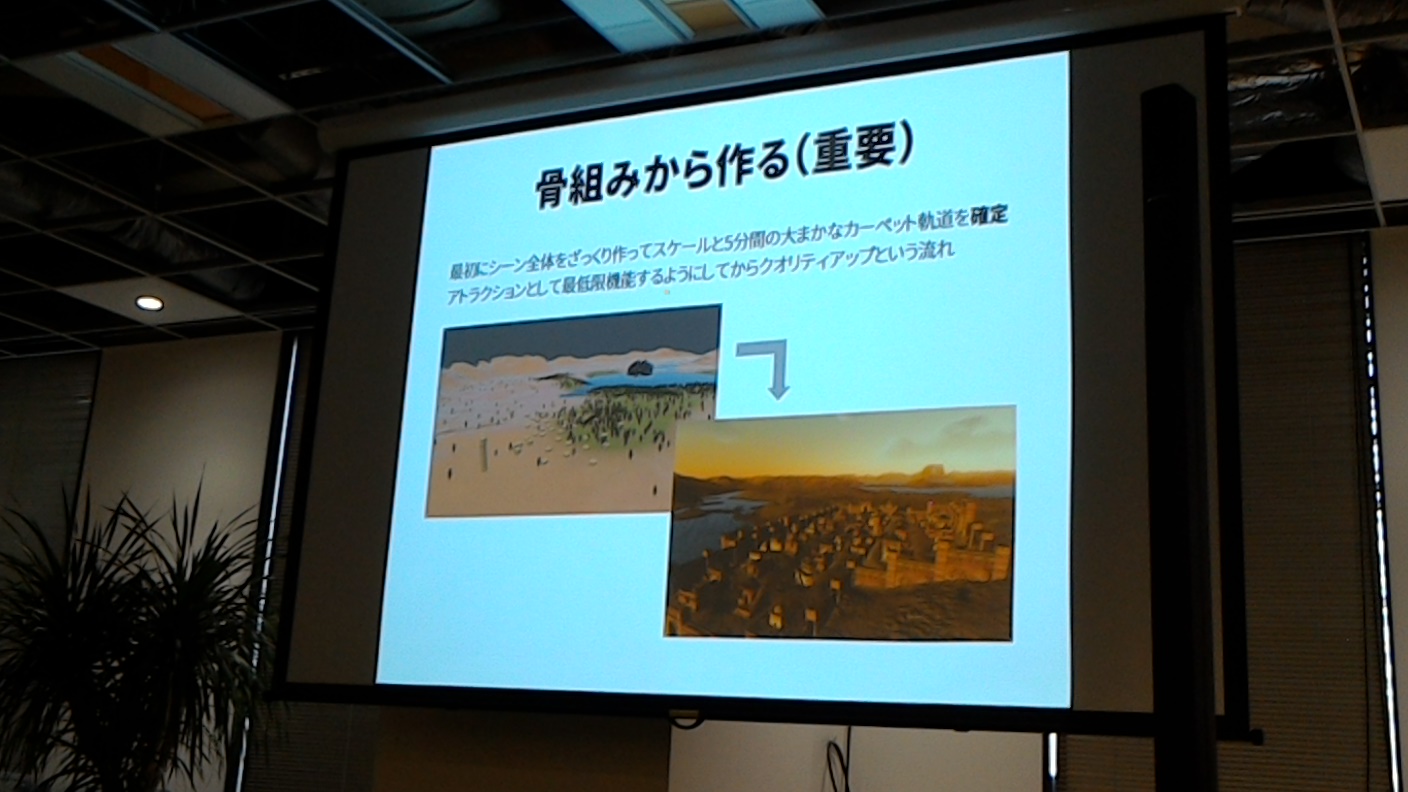 骨組みから作る(重要)
最初にシーン全体をざっくり作ってスケールと5分間の大まかなカーペット軌道を確定
アトラクションとして最低限機能するようにしてからクオリティアップという流れ